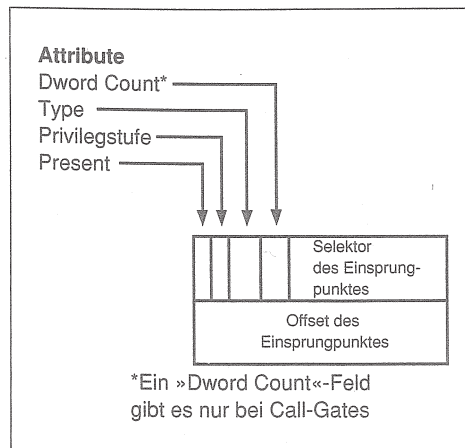 Attribute
Dword Count*
Type
Privilegstufe
Present
Selektor
des Einsprung-
punktes
Offset des
Einsprungpunktes
*Ein »Dword Count«-Feld
gibt es nur bei Call-Gates